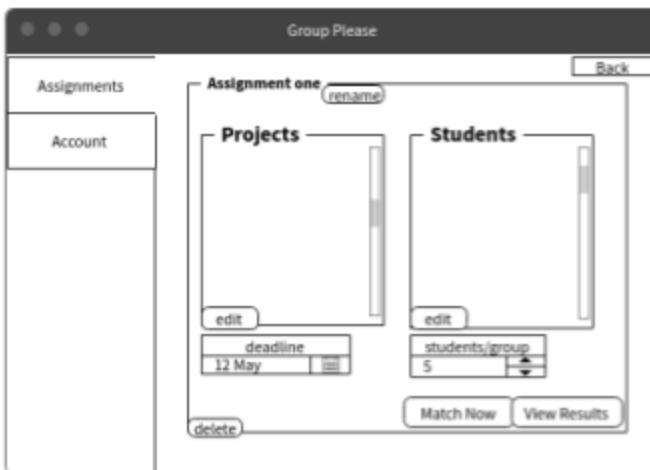 Group Please
Back
Assignments
Account
Assignment one
rename
Projects
Students
edit
edit
deadline
12 May
students/group
5
Match Now
View Results
delete